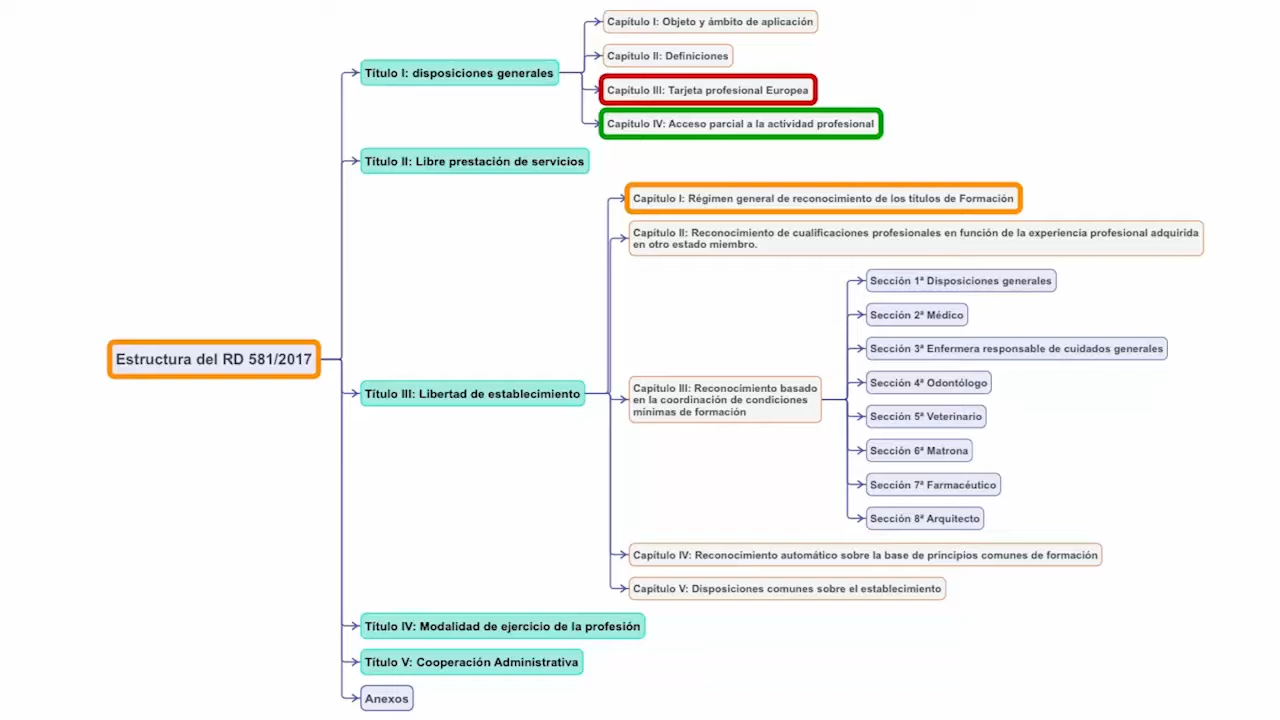 Estructura del RD 581/2017
Título I: disposiciones generales
Capítulo I: Objeto y ámbito de aplicación
Capítulo II: Definiciones
Capítulo III: Tarjeta profesional Europea
Capítulo IV: Acceso parcial a la actividad profesional
Título II: Libre prestación de servicios
Título III: Libertad de establecimiento
Capítulo I: Régimen general de reconocimiento de los títulos de Formación
Capítulo II: Reconocimiento de cualificaciones profesionales en función de la experiencia profesional adquirida
en otro estado miembro.
Capítulo III: Reconocimiento basado
en la coordinación de condiciones
mínimas de formación
Sección 1ª Disposiciones generales
Sección 2ª Médico
Sección 3ª Enfermera responsable de cuidados generales
Sección 4ª Odontólogo
Sección 5ª Veterinario
Sección 6ª Matrona
Sección 7ª Farmacéutico
Sección 8ª Arquitecto
Capítulo IV: Reconocimiento automático sobre la base de principios comunes de formación
Capítulo V: Disposiciones comunes sobre el establecimiento
Título IV: Modalidad de ejercicio de la profesión
Título V: Cooperación Administrativa
Anexos